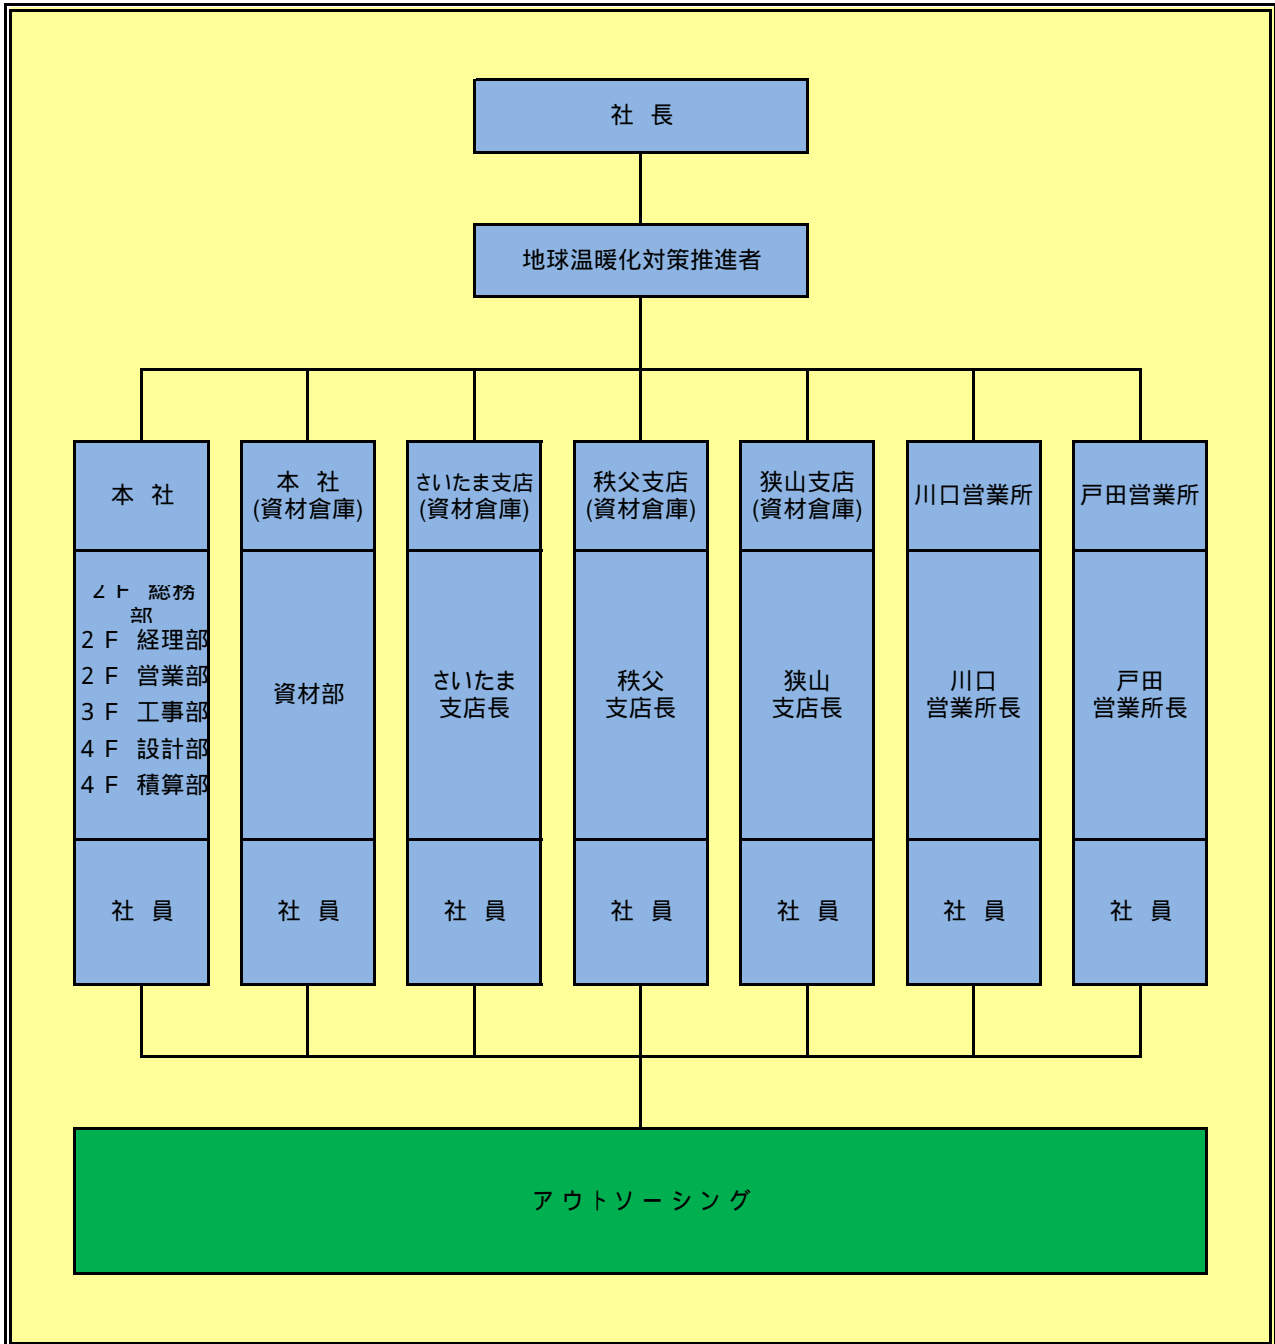 社 長
地球温暖化対策推進者
本 社
本 社
(資材倉庫)
さいたま支店
(資材倉庫)
秩父支店
(資材倉庫)
狭山支店
(資材倉庫)
川口営業所
戸田営業所
２Ｆ 総務
部
２Ｆ 経理部
２Ｆ 営業部
３Ｆ 工事部
４Ｆ 設計部
４Ｆ 積算部
資材部
さいたま
支店長
秩父
支店長
狭山
支店長
川口
営業所長
戸田
営業所長
社 員
社 員
社 員
社 員
社 員
社 員
社 員
アウトソーシング